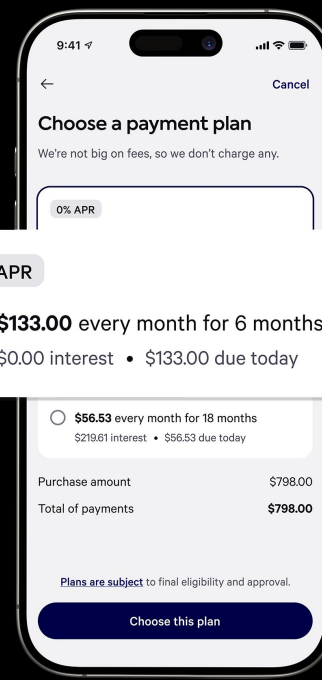 9:41
Cancel
Choose a payment plan
We're not big on fees, so we don't charge any.
0% APR
APR
$133.00 every month for 6 months
$0.00 interest • $133.00 due today
$56.53 every month for 18 months
$219.61 interest • $56.53 due today
Purchase amount $798.00
Total of payments $798.00
Plans are subject to final eligibility and approval.
Choose this plan